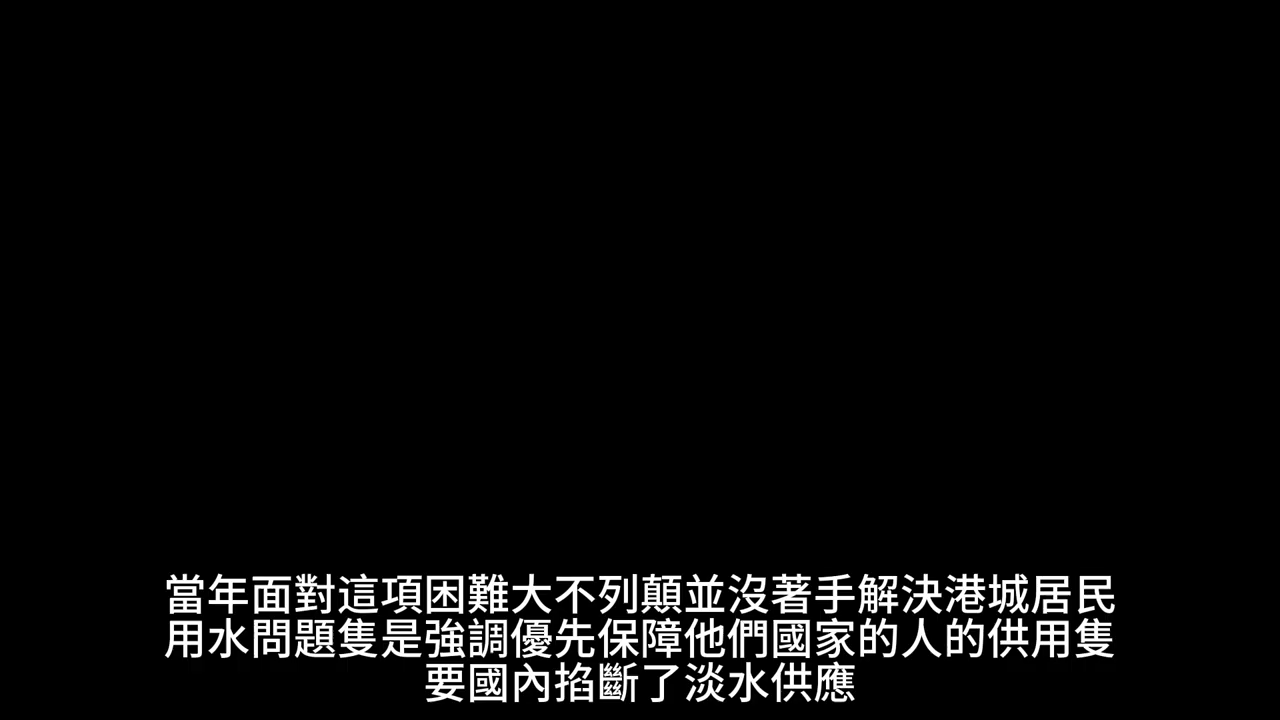 當年面對這項困難大不列顛並沒著手解決港城居民
用水問題隻是強調優先保障他們國家的人的供用隻
要國內掐斷了淡水供應